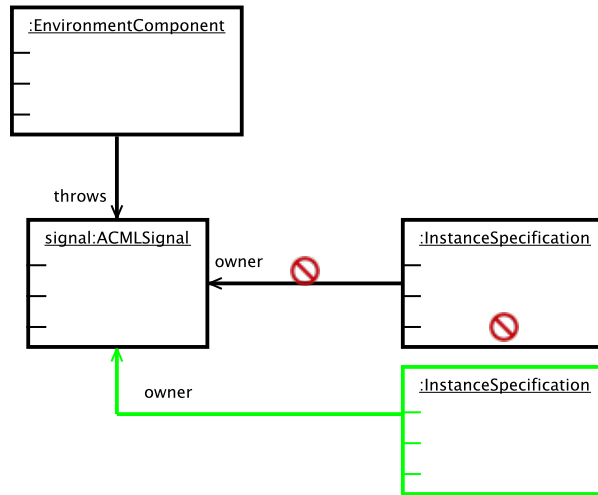 :EnvironmentComponent
throws
signal:ACMLSignal
owner
:InstanceSpecification
owner
:InstanceSpecification